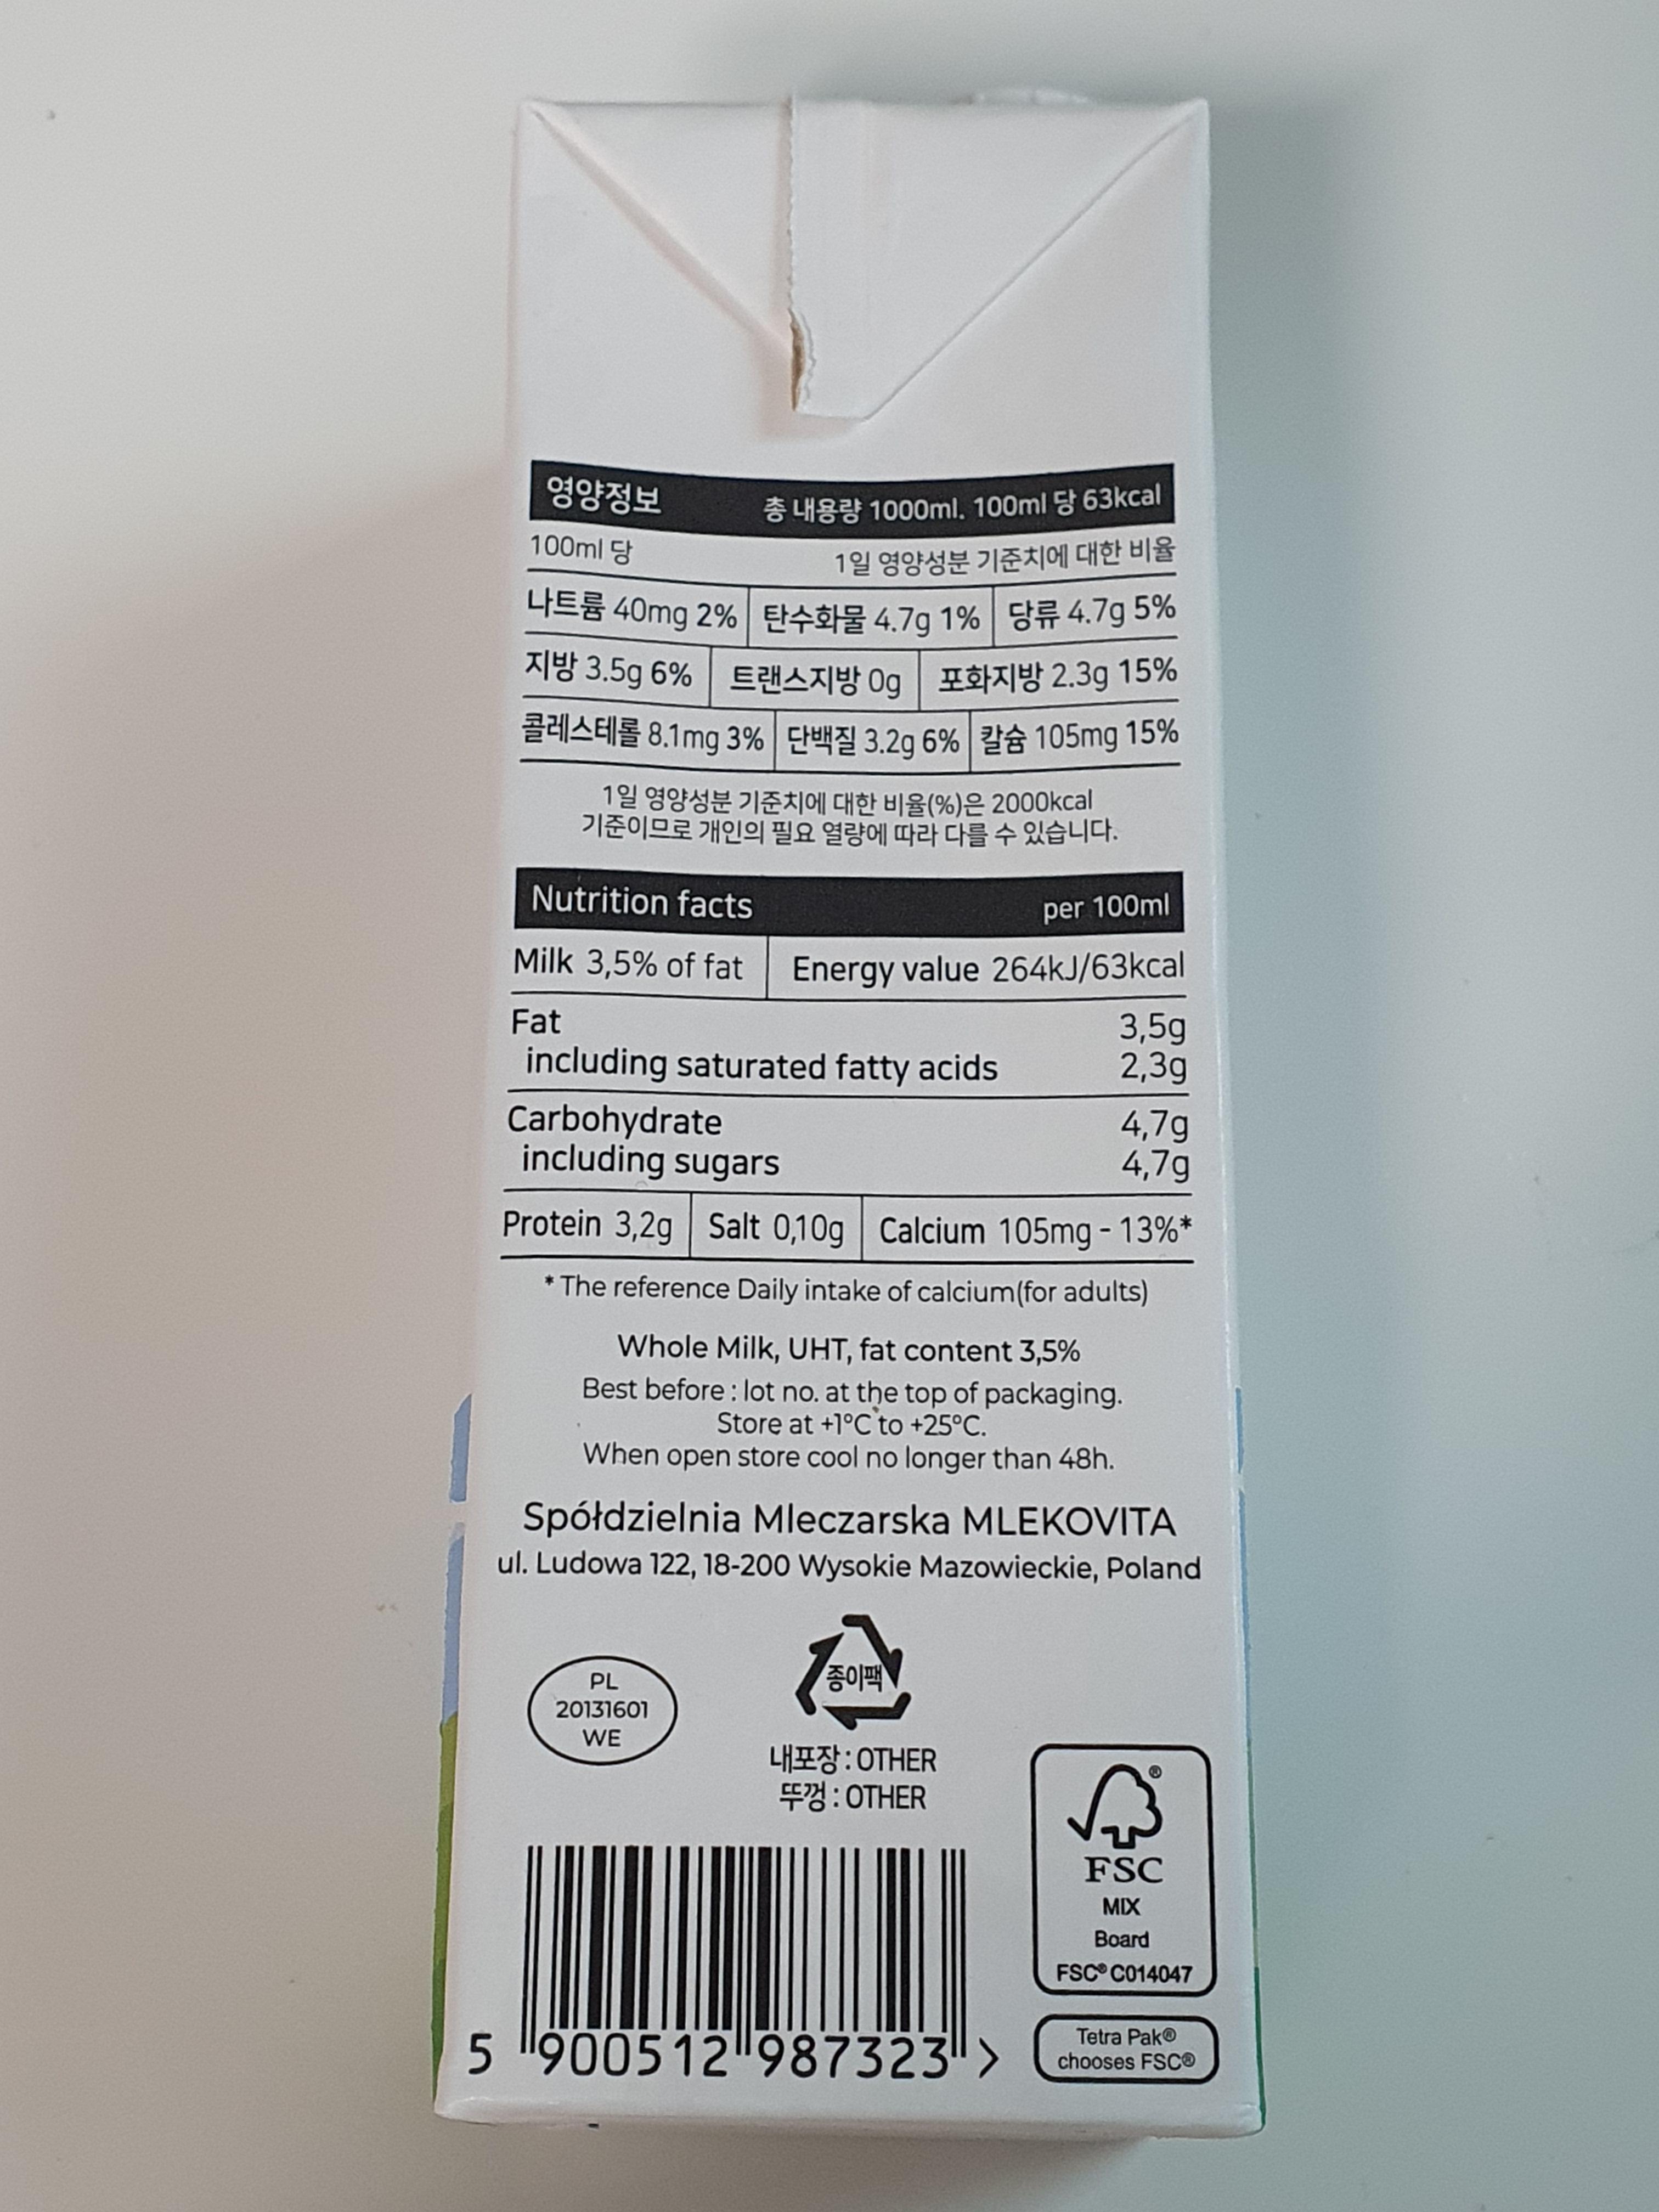 영양정보 총 내용량 1000ml. 100ml 당 63kcal
100ml 당 1일 영양성분 기준치에 대한 비율
나트륨 40mg 2% 탄수화물 4.7g 1% 당류 4.7g 5%
지방 3.5g 6% 트랜스지방 0g 포화지방 2.3g 15%
콜레스테롤 8.1mg 3% 단백질 3.2g 6% 칼슘 105mg 15%
1일 영양성분 기준치에 대한 비율(%)은 2000kcal
기준이므로 개인의 필요 열량에 따라 다를 수 있습니다.
Nutrition facts per 100ml
Milk 3,5% of fat Energy value 264kJ/63kcal
Fat 3,5g
including saturated fatty acids 2,3g
Carbohydrate 4,7g
including sugars 4,7g
Protein 3,2g Salt 0,10g Calcium 105mg - 13%*
* The reference Daily intake of calcium(for adults)
Whole Milk, UHT, fat content 3,5%
Best before : lot no. at the top of packaging.
Store at +1°C to +25°C.
When open store cool no longer than 48h.
Spółdzielnia Mleczarska MLEKOVITA
ul. Ludowa 122, 18-200 Wysokie Mazowieckie, Poland
PL
20131601
WE
종이팩
내포장 : OTHER
뚜껑 : OTHER
®
FSC
MIX
Board
FSC® C014047
Tetra Pak®
chooses FSC®
5 900512 987323 >